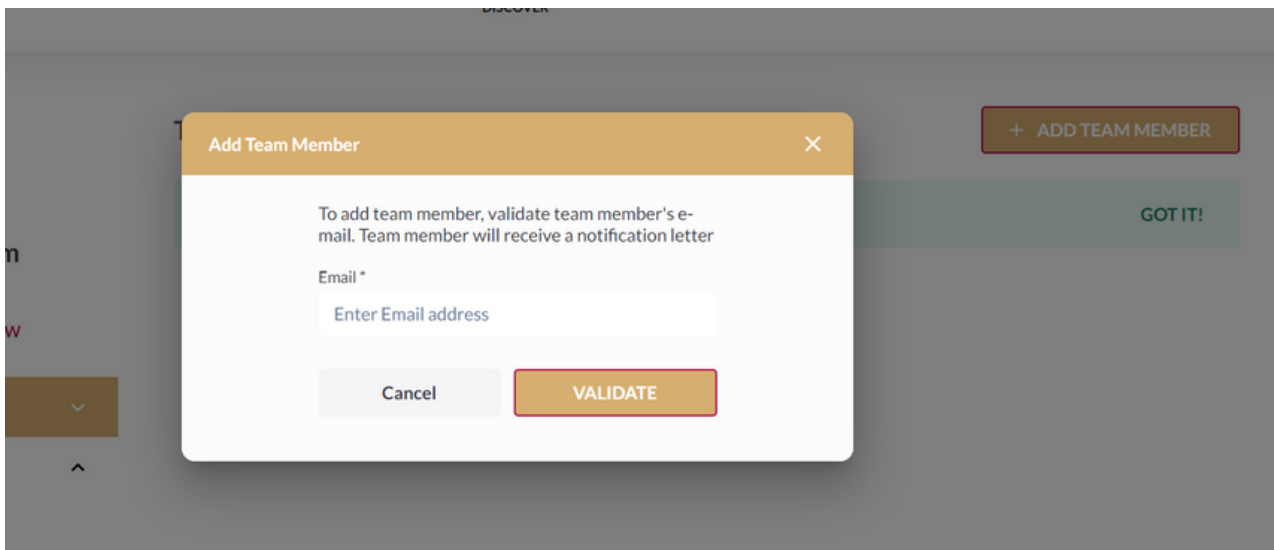 DISCOVER
+ ADD TEAM MEMBER
Add Team Member
GOT IT!
To add team member, validate team member's e-
mail. Team member will receive a notification letter
Email *
Enter Email address
Cancel
VALIDATE